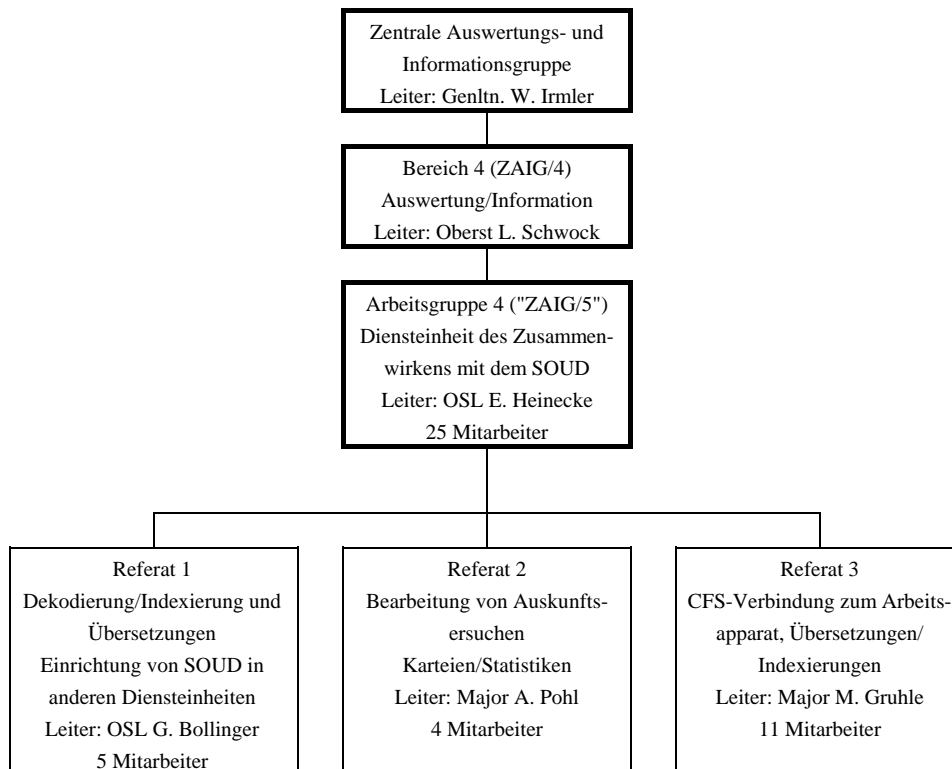 Zentrale Auswertungs- und
Informationsgruppe
Leiter: Genltn. W. Irmler
Bereich 4 (ZAIG/4)
Auswertung/Information
Leiter: Oberst L. Schwock
Arbeitsgruppe 4 ("ZAIG/5")
Diensteinheit des Zusammen-
wirkens mit dem SOUD
Leiter: OSL E. Heinecke
25 Mitarbeiter
Referat 1
Dekodierung/Indexierung und
Übersetzungen
Einrichtung von SOUD in
anderen Diensteinheiten
Leiter: OSL G. Bollinger
5 Mitarbeiter
Referat 2
Bearbeitung von Auskunfts-
ersuchen
Karteien/Statistiken
Leiter: Major A. Pohl
4 Mitarbeiter
Referat 3
CFS-Verbindung zum Arbeits-
apparat, Übersetzungen/
Indexierungen
Leiter: Major M. Gruhle
11 Mitarbeiter